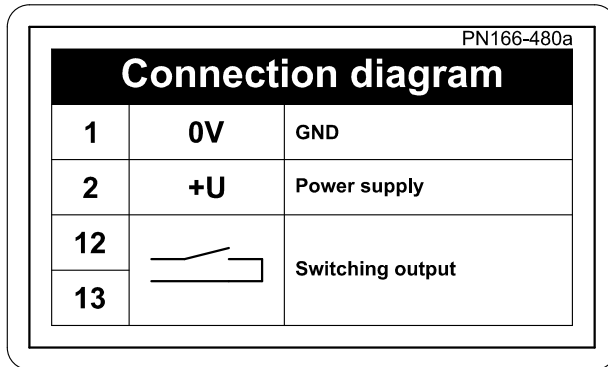 PN166-480a
Connection diagram
1 0V GND
2 +U Power supply
12
Switching output
13